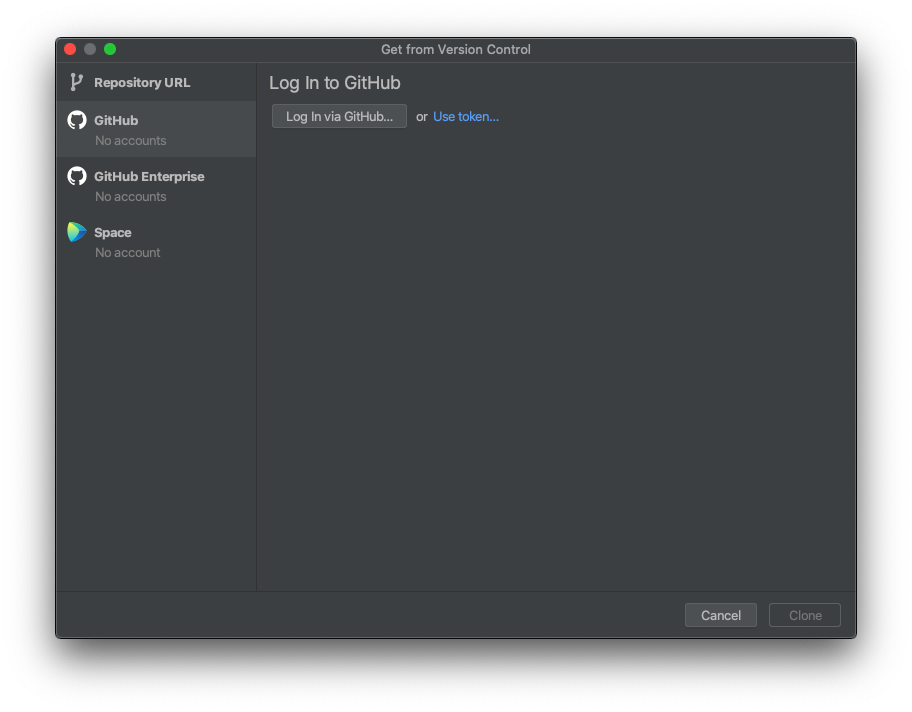 Get from Version Control
Repository URL
GitHub
No accounts
GitHub Enterprise
No accounts
Space
No account
Log In to GitHub
Log In via GitHub... or Use token...
Cancel Clone